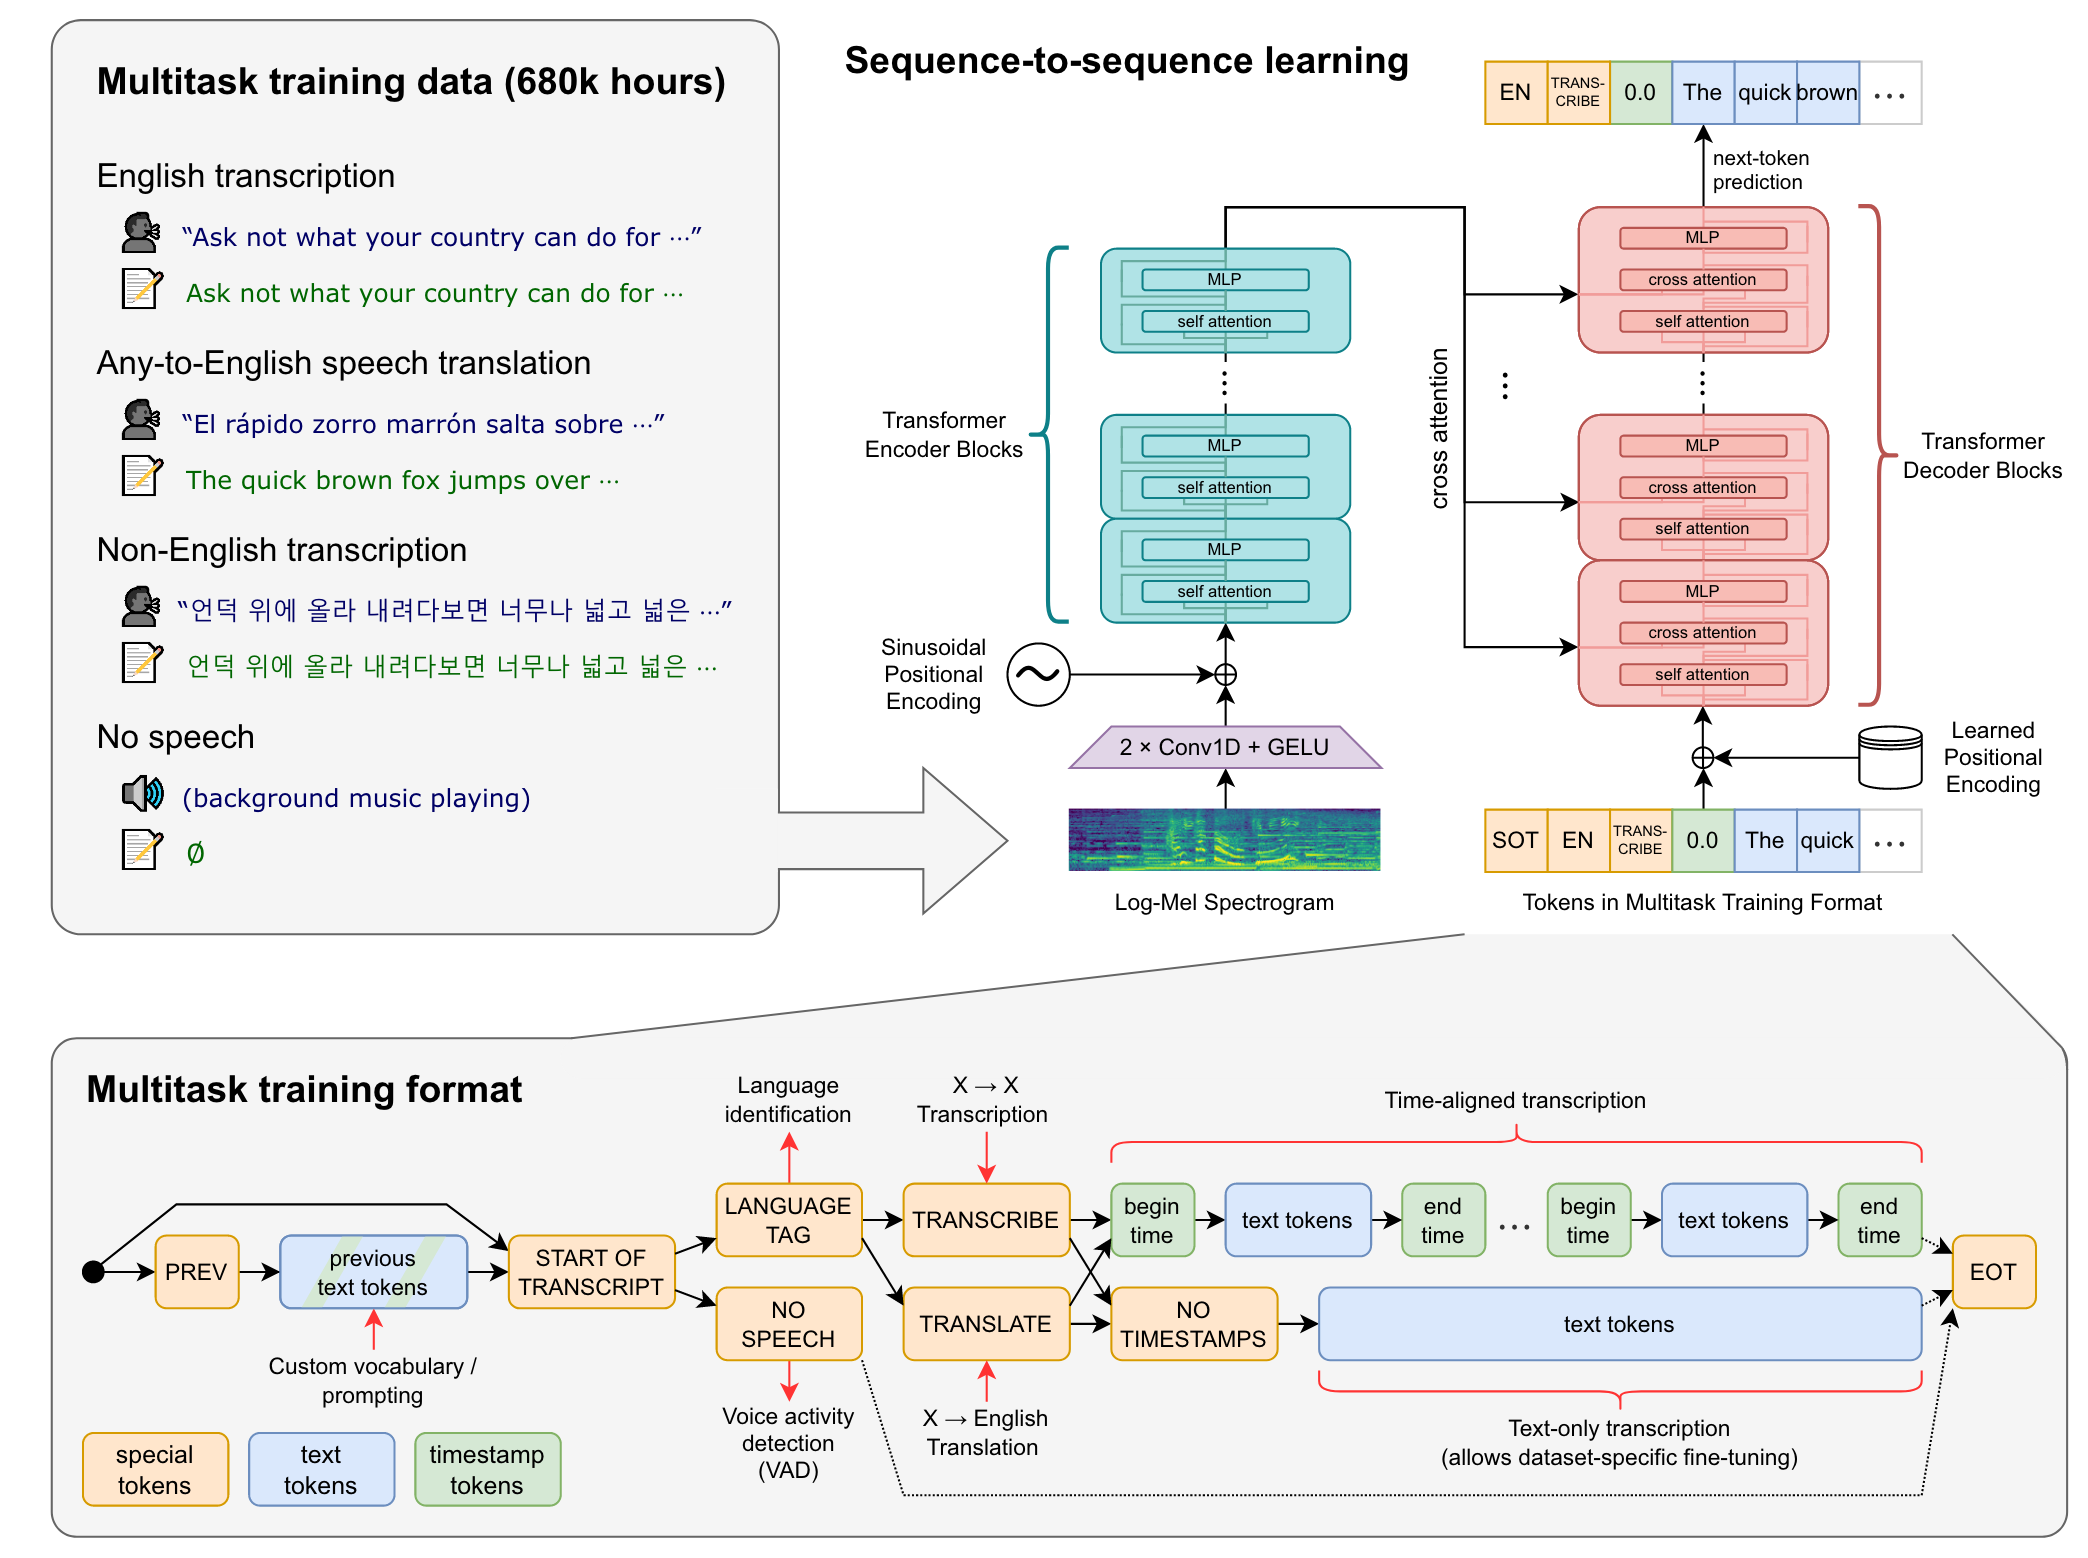 Multitask training data (680k hours)
English transcription
“Ask not what your country can do for ⋯”
Ask not what your country can do for ⋯
Any-to-English speech translation
“El rápido zorro marrón salta sobre ⋯”
The quick brown fox jumps over ⋯
Non-English transcription
“언덕 위에 올라 내려다보면 너무나 넓고 넓은 ⋯”
언덕 위에 올라 내려다보면 너무나 넓고 넓은 ⋯
No speech
(background music playing)
∅
Sequence-to-sequence learning
EN
TRANS-
CRIBE
0.0
The
quick
brown
⋯
next-token
prediction
MLP
self attention
⋮
MLP
self attention
MLP
self attention
Transformer
Encoder Blocks
cross attention
⋮
MLP
cross attention
self attention
⋮
MLP
cross attention
self attention
MLP
cross attention
self attention
Transformer
Decoder Blocks
Sinusoidal
Positional
Encoding
2 × Conv1D + GELU
Log-Mel Spectrogram
Learned
Positional
Encoding
SOT
EN
TRANS-
CRIBE
0.0
The
quick
⋯
Tokens in Multitask Training Format
Multitask training format
PREV
previous
text tokens
Custom vocabulary /
prompting
START OF
TRANSCRIPT
Language
identification
LANGUAGE
TAG
NO
SPEECH
Voice activity
detection
(VAD)
X → X
Transcription
TRANSCRIBE
TRANSLATE
X → English
Translation
Time-aligned transcription
begin
time
text tokens
end
time
⋯
begin
time
text tokens
end
time
NO
TIMESTAMPS
text tokens
Text-only transcription
(allows dataset-specific fine-tuning)
EOT
special
tokens
text
tokens
timestamp
tokens